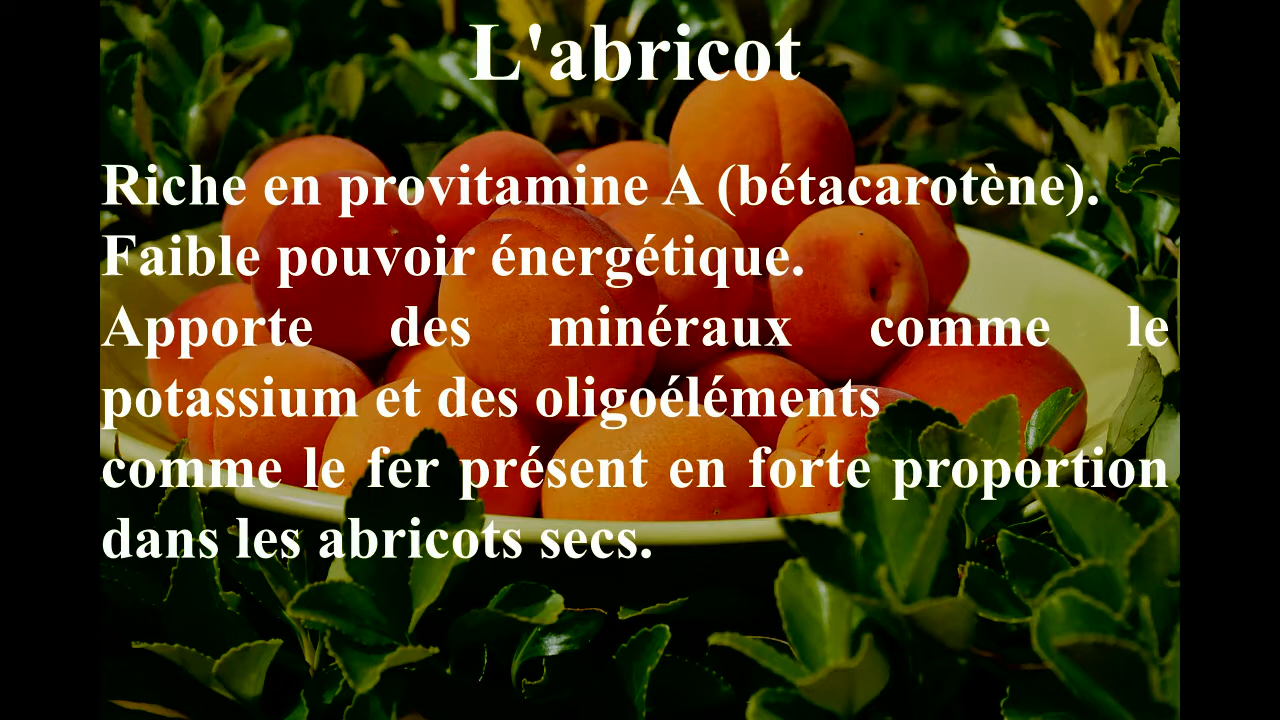 L'abricot
Riche en provitamine A (bétacarotène).
Faible pouvoir énergétique.
Apporte des minéraux comme le
potassium et des oligoéléments
comme le fer présent en forte proportion
dans les abricots secs.